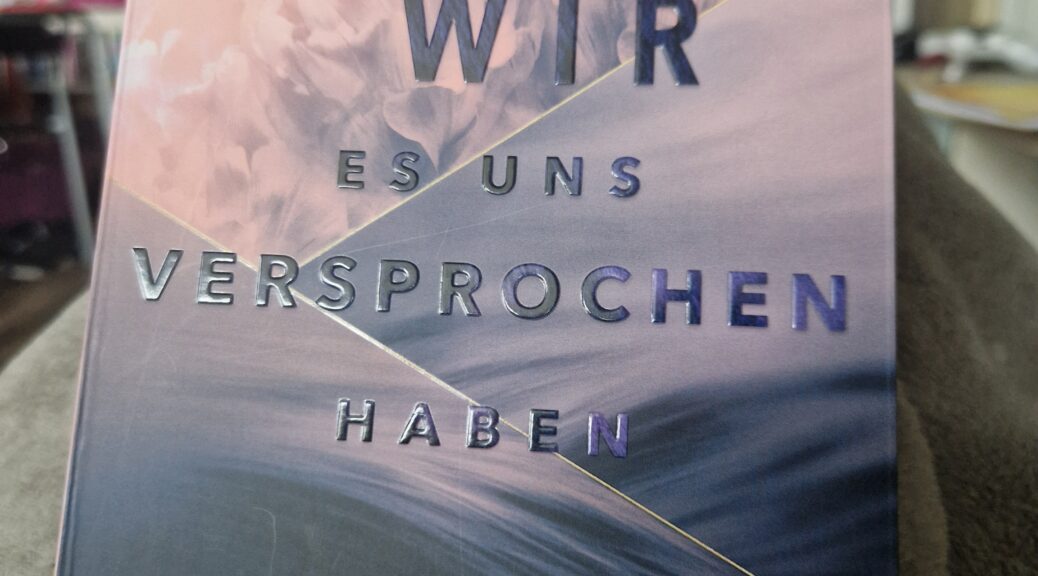 WIR
ES UNS
VERSPROCHEN
HABEN